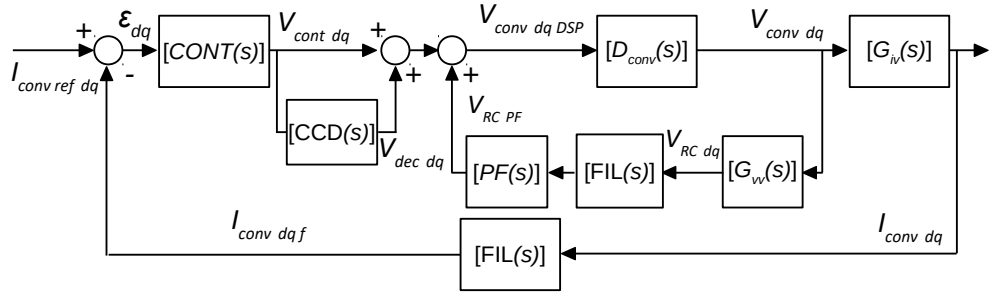 ε dq
V cont dq
V conv dq DSP
V conv dq
+
[CONT(s)]
+
[D conv (s)]
[G iv (s)]
I conv ref dq
-
+
+
V RC PF
[CCD(s)]
V dec dq
V RC dq
[PF(s)]
[FIL(s)]
[G vv (s)]
I conv dq f
I conv dq
[FIL(s)]